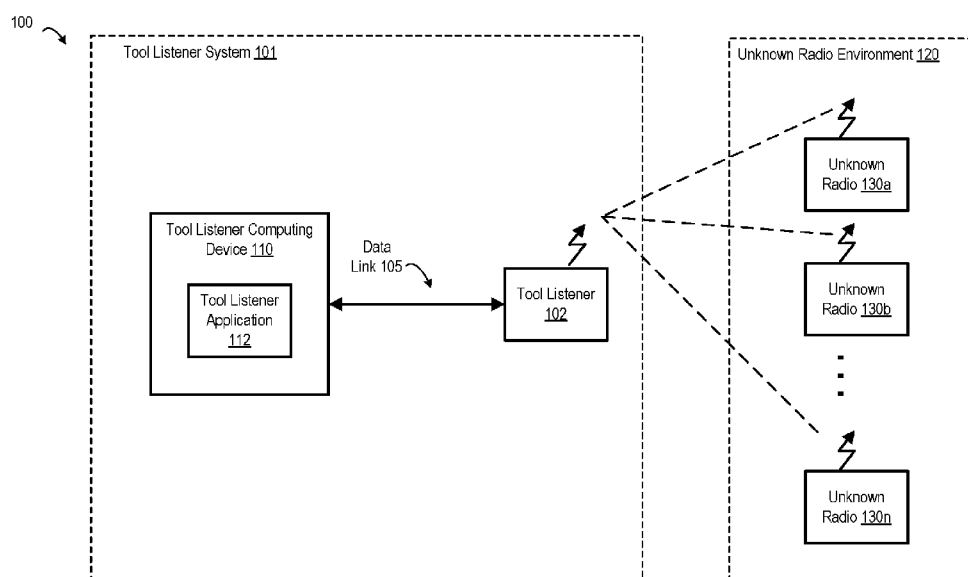 100
Tool Listener System 101
Tool Listener Computing
Device 110
Tool Listener
Application
112
Data
Link 105
Tool Listener
102
Unknown Radio Environment 120
Unknown
Radio 130a
Unknown
Radio 130b
Unknown
Radio 130n